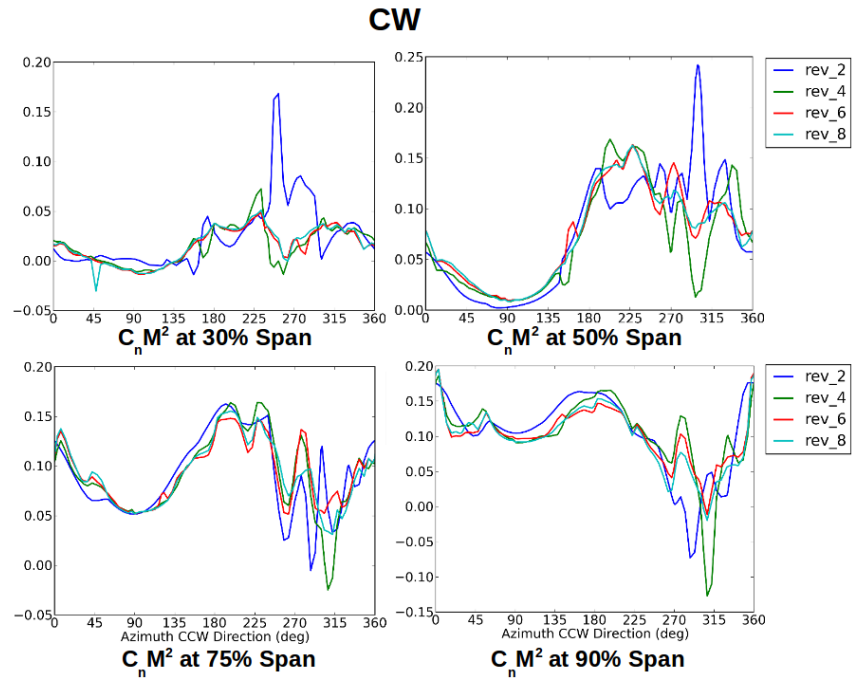 CW
0.20
0.15
0.10
0.05
0.00
−0.05
0 45 90 135 180 225 270 315 360
CₙM² at 30% Span
0.25
0.20
0.15
0.10
0.05
0.00
0 45 90 135 180 225 270 315 360
CₙM² at 50% Span
rev_2
rev_4
rev_6
rev_8
0.20
0.15
0.10
0.05
0.00
−0.05
0 45 90 135 180 225 270 315 360
Azimuth CCW Direction (deg)
CₙM² at 75% Span
0.20
0.15
0.10
0.05
0.00
−0.05
−0.10
−0.15
0 45 90 135 180 225 270 315 360
Azimuth CCW Direction (deg)
CₙM² at 90% Span
rev_2
rev_4
rev_6
rev_8